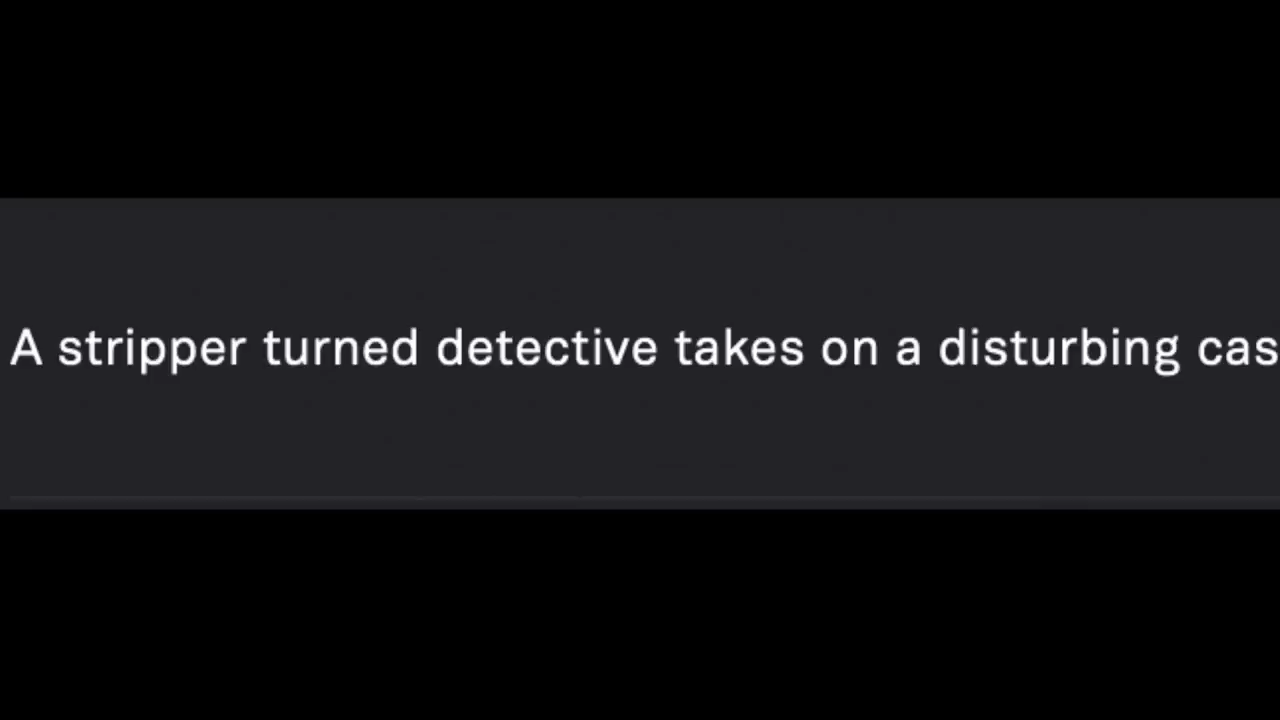 A stripper turned detective takes on a disturbing cas